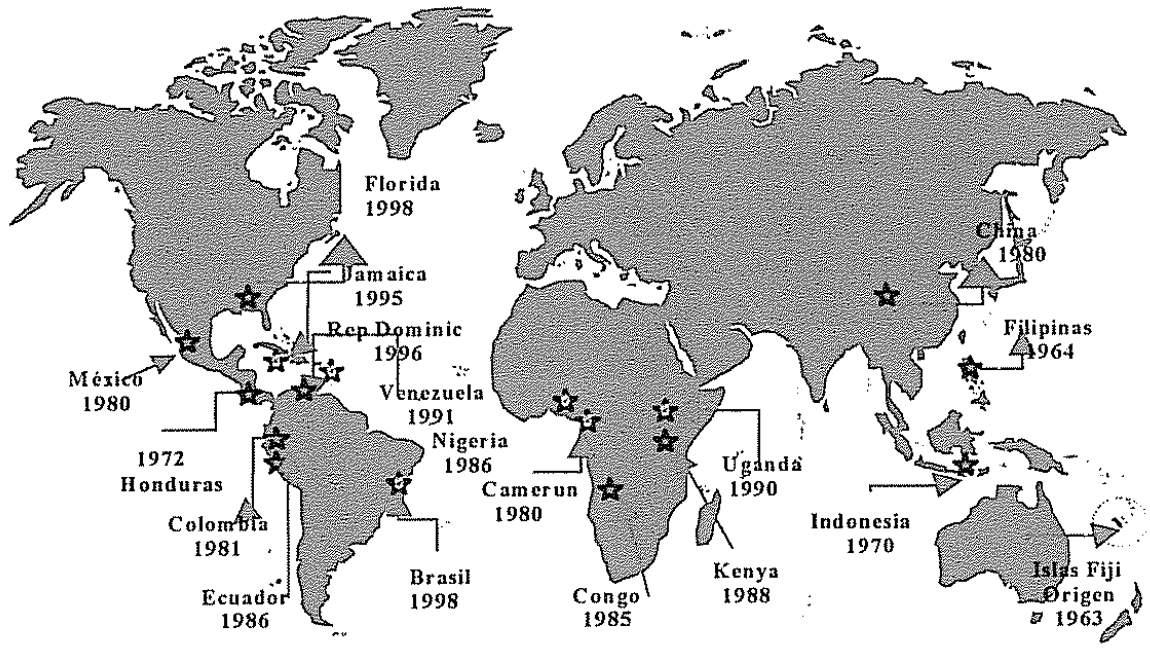 Florida
1998
China
1980
Jamaica
1995
Rep Dominic
1996
Filipinas
1964
México
1980
Venezuela
1991
Nigeria
1986
1972
Honduras
Uganda
1990
Camerun
1980
Colombia
1981
Indonesia
1970
Brasil
1998
Kenya
1988
Islas Fiji
Origen
1963
Ecuador
1986
Congo
1985